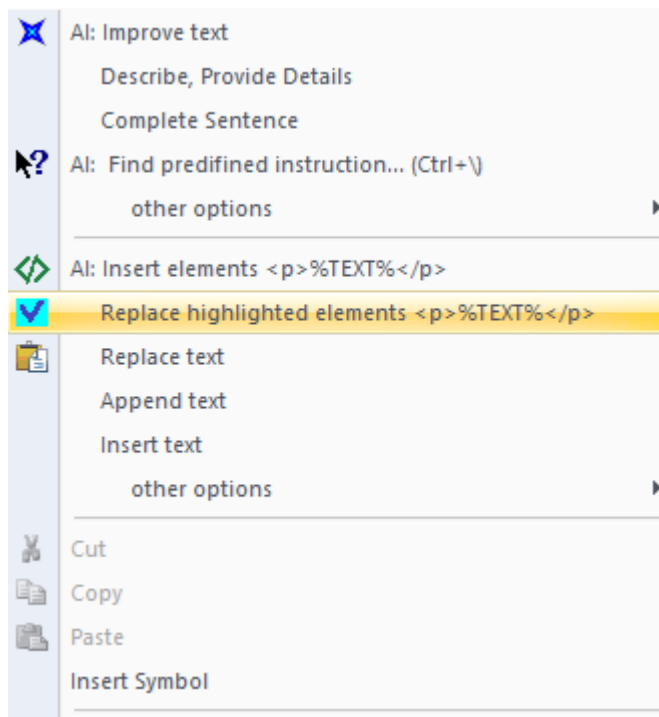 AI: Improve text
Describe, Provide Details
Complete Sentence
AI: Find predifined instruction... (Ctrl+\)
other options
AI: Insert elements <p>%TEXT%</p>
Replace highlighted elements <p>%TEXT%</p>
Replace text
Append text
Insert text
other options
Cut
Copy
Paste
Insert Symbol